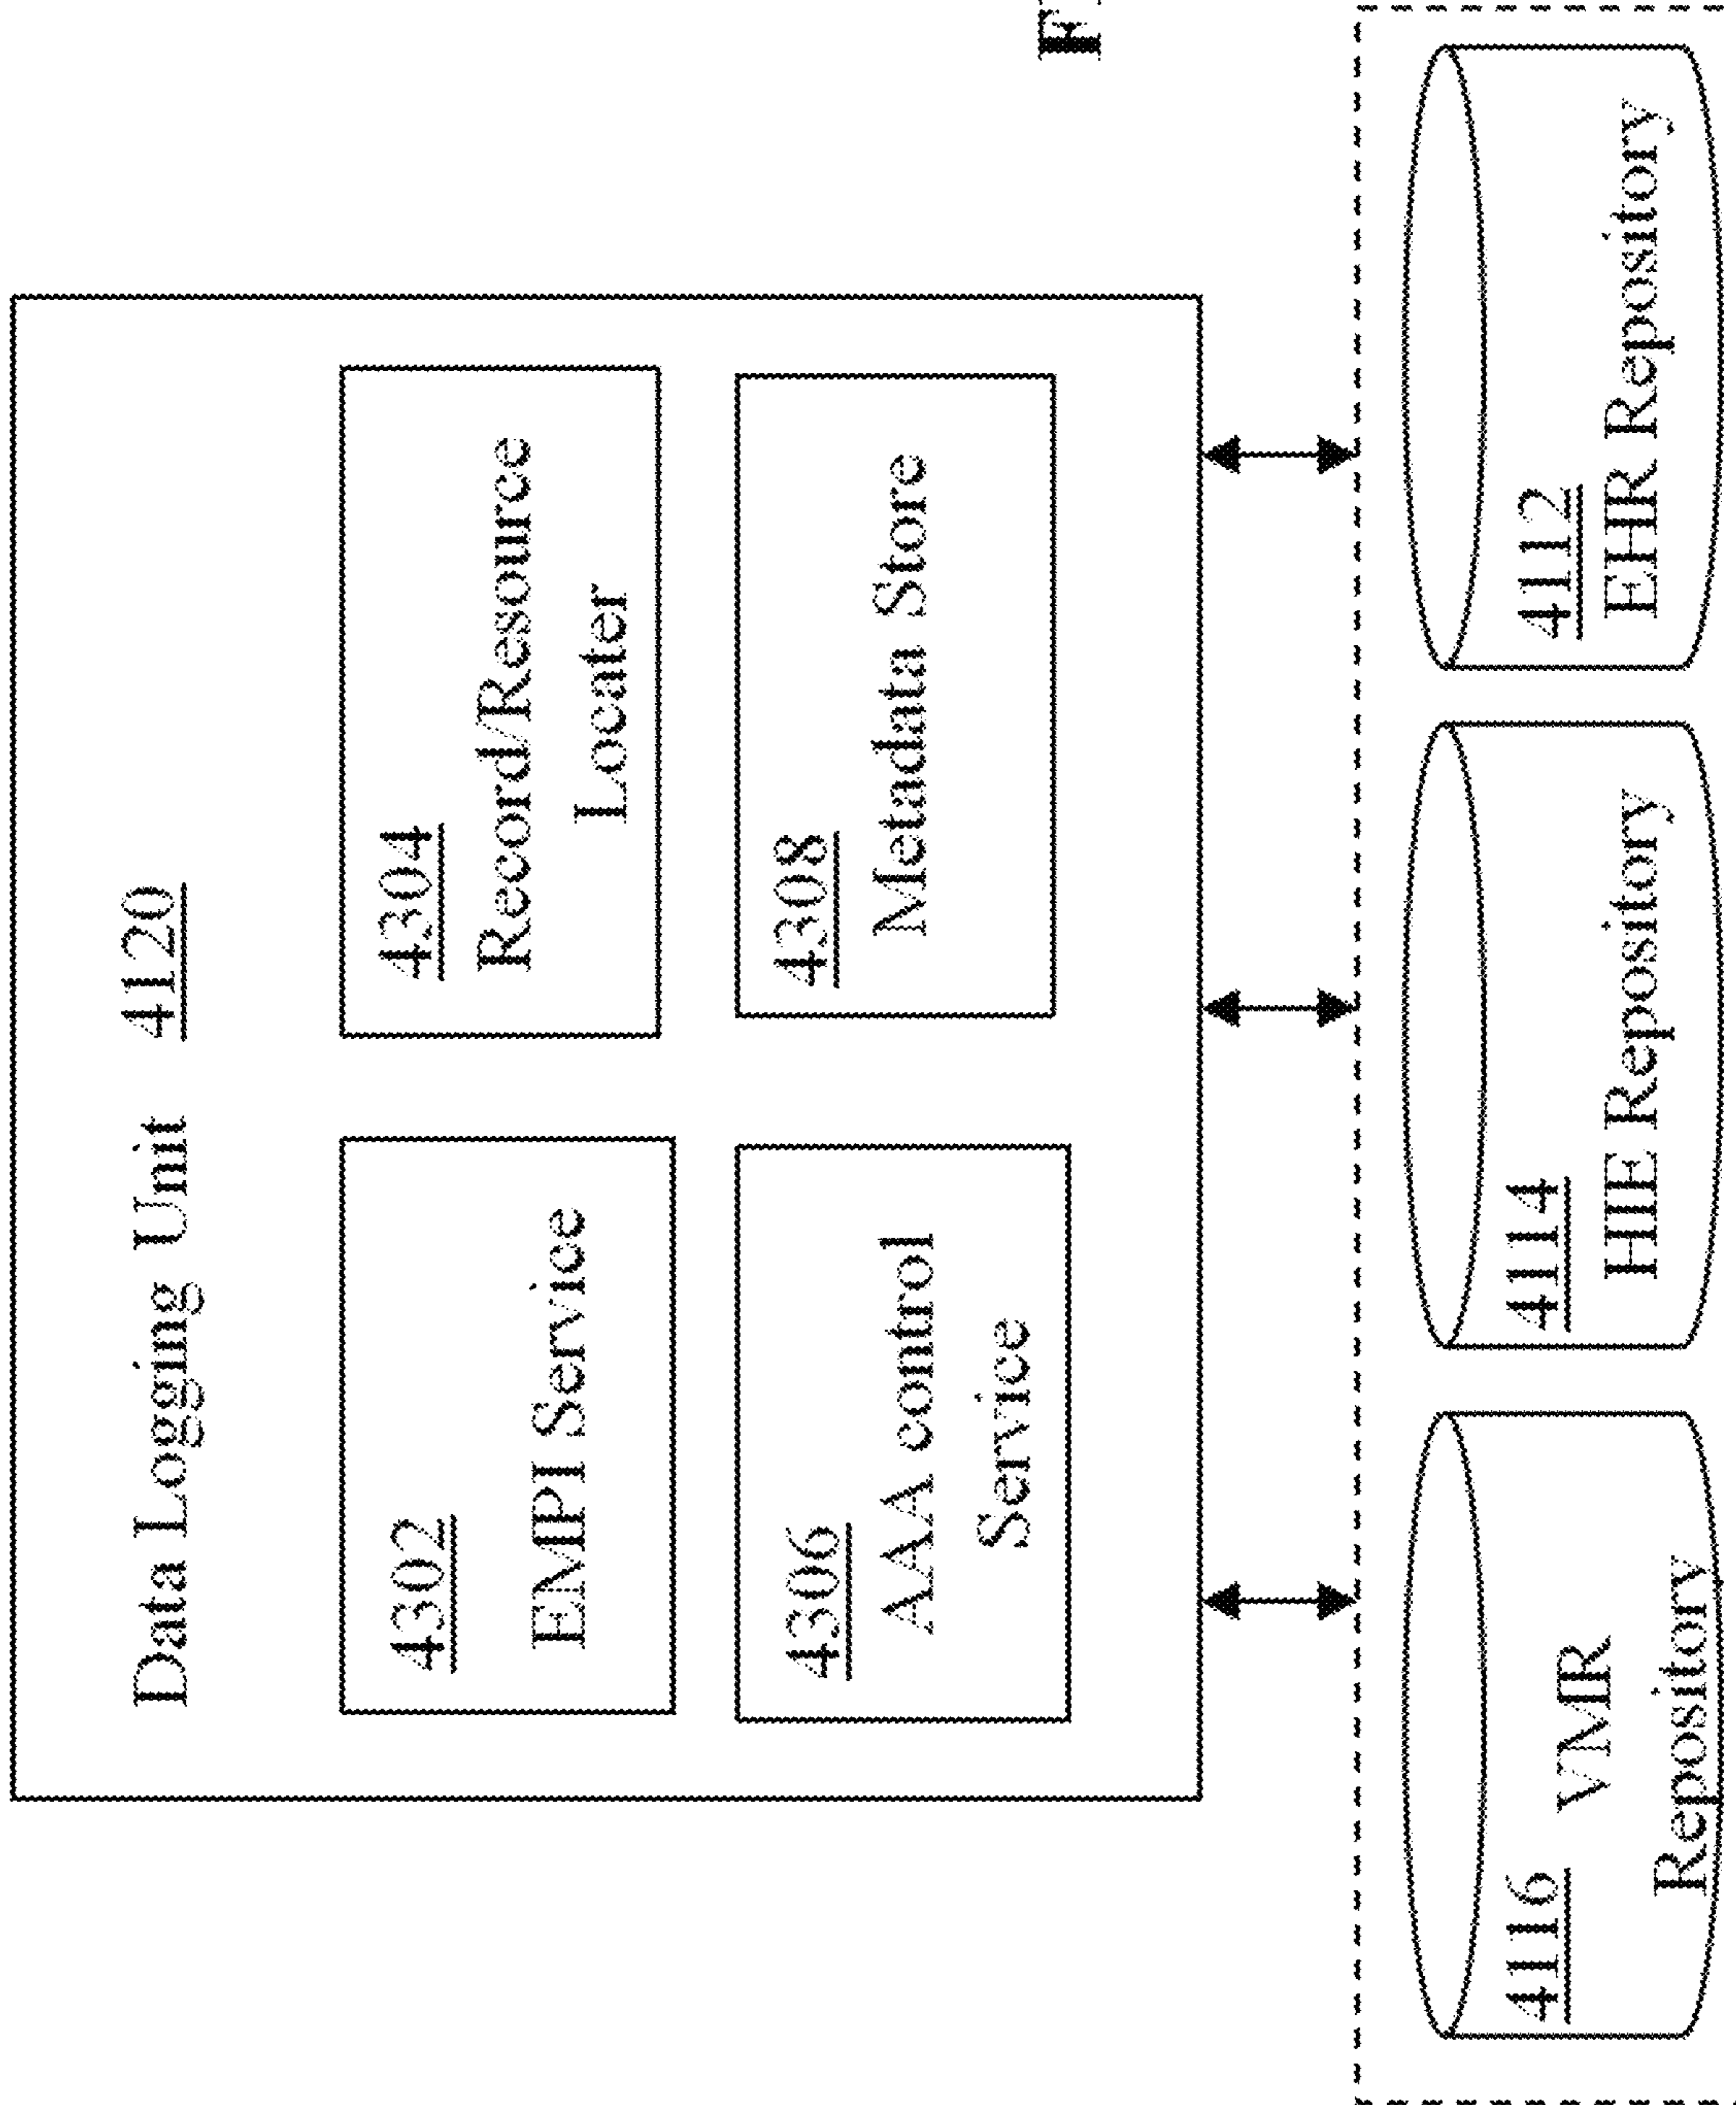 Data Logging Unit 4120
4302
EMPI Service
4304
Record/Resource
Locater
4306
AAA control
Service
4308
Metadata Store
4116
VMR
Repository
4114
HIE Repository
4112
EHR Repository